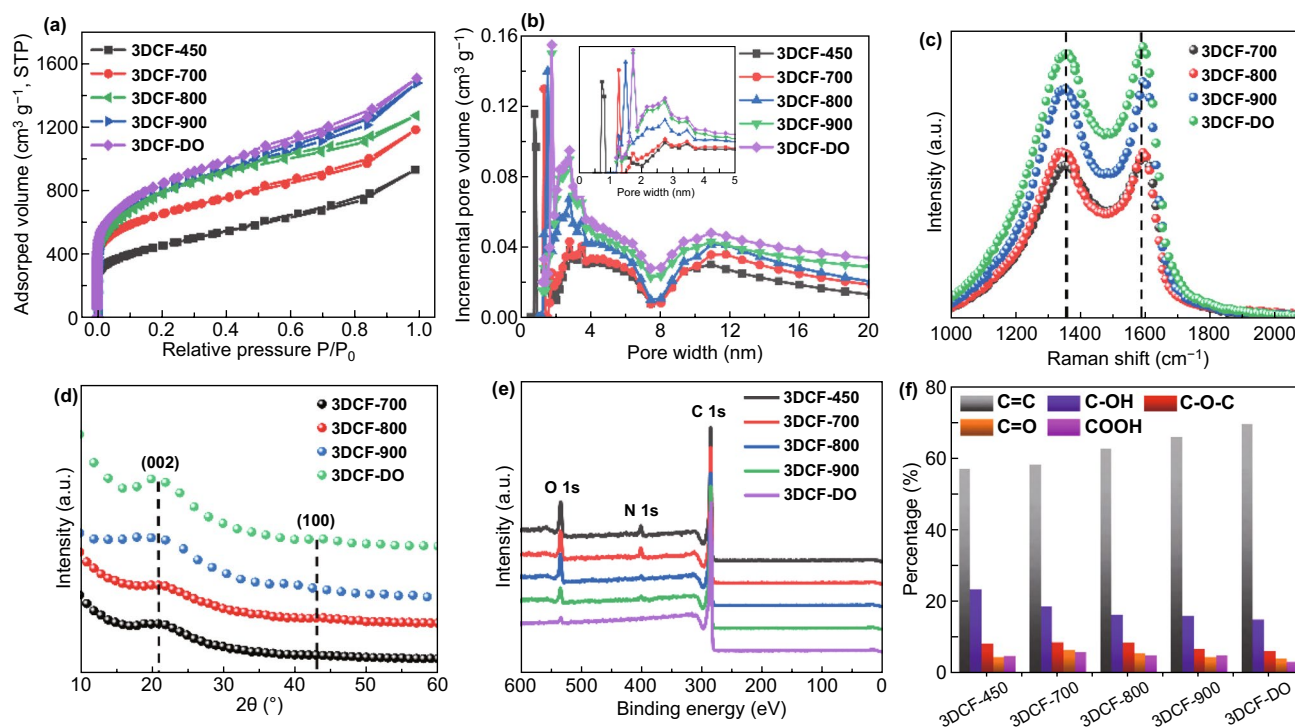 (a)
3DCF-450
3DCF-700
3DCF-800
3DCF-900
3DCF-DO
1600
1200
800
400
0
0.0 0.2 0.4 0.6 0.8 1.0
Adsorped volume (cm³ g⁻¹, STP)
Relative pressure P/P₀
(b)
3DCF-450
3DCF-700
3DCF-800
3DCF-900
3DCF-DO
0.16
0.12
0.08
0.04
0.00
0 4 8 12 16 20
Incremental pore volume (cm³ g⁻¹)
Pore width (nm)
0 1 2 3 4 5
Pore width (nm)
(c)
3DCF-700
3DCF-800
3DCF-900
3DCF-DO
Intensity (a.u.)
1000 1200 1400 1600 1800 2000
Raman shift (cm⁻¹)
(d)
3DCF-700
3DCF-800
3DCF-900
3DCF-DO
(002)
(100)
Intensity (a.u.)
10 20 30 40 50 60
2θ (°)
(e)
3DCF-450
3DCF-700
3DCF-800
3DCF-900
3DCF-DO
C 1s
O 1s
N 1s
Intensity (a.u.)
600 500 400 300 200 100 0
Binding energy (eV)
(f)
C=C C-OH C-O-C
C=O COOH
80
60
40
20
0
Percentage (%)
3DCF-450 3DCF-700 3DCF-800 3DCF-900 3DCF-DO